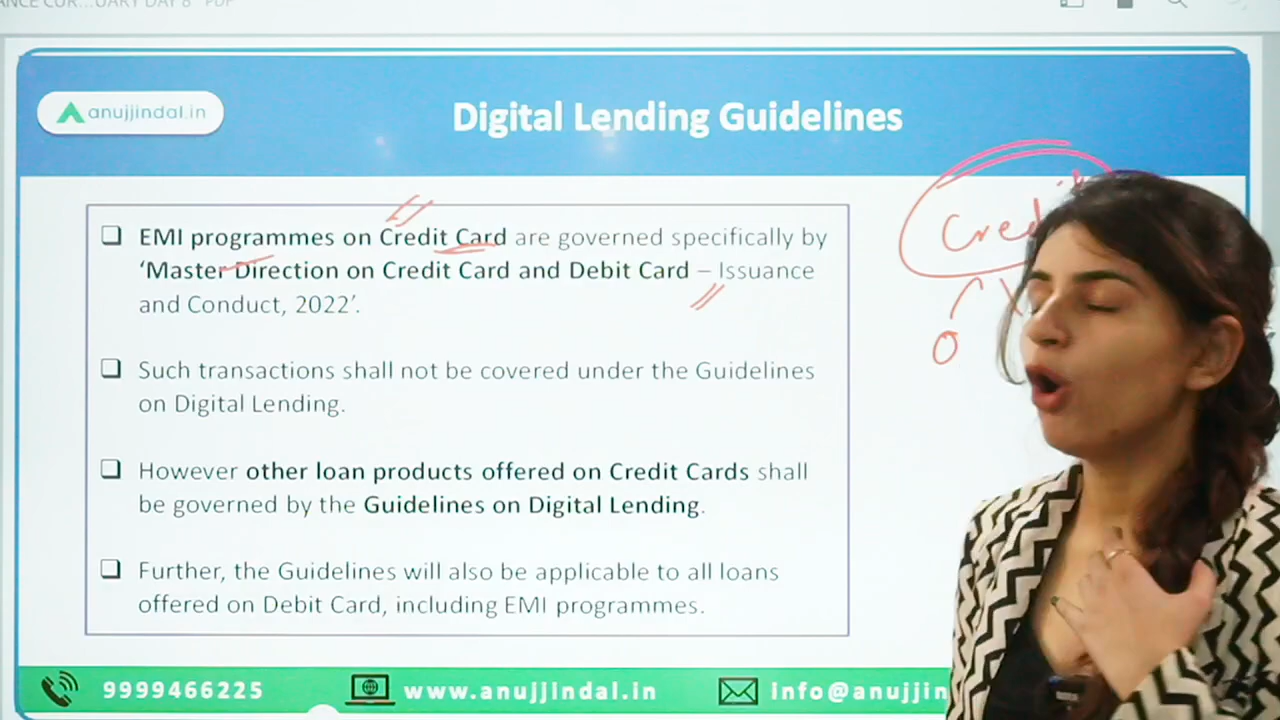 anujjindal.in
Digital Lending Guidelines
EMI programmes on Credit Card are governed specifically by
‘Master Direction on Credit Card and Debit Card – Issuance
and Conduct, 2022’.
Such transactions shall not be covered under the Guidelines
on Digital Lending.
However other loan products offered on Credit Cards shall
be governed by the Guidelines on Digital Lending.
Further, the Guidelines will also be applicable to all loans
offered on Debit Card, including EMI programmes.
9999466225
www.anujjindal.in